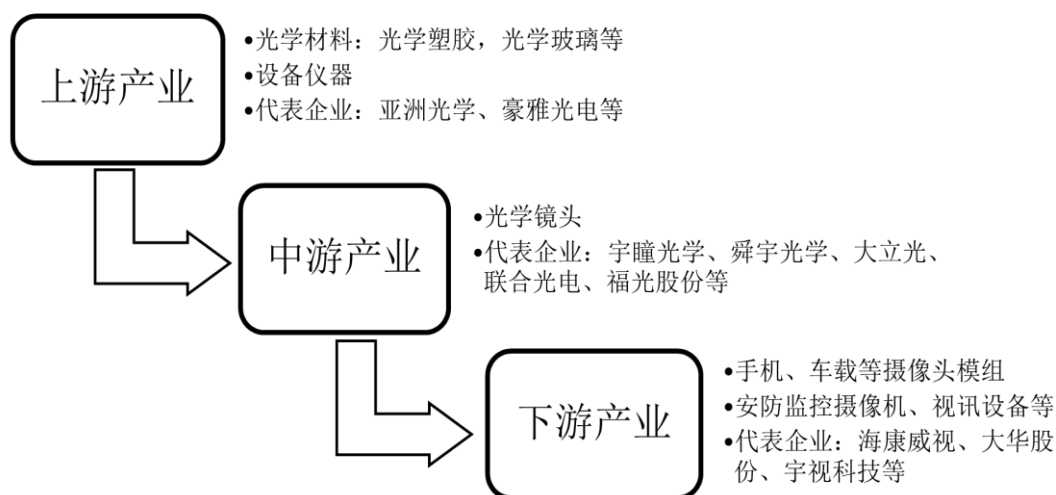 上游产业
•光学材料：光学塑胶，光学玻璃等
•设备仪器
•代表企业：亚洲光学、豪雅光电等
中游产业
•光学镜头
•代表企业：宇瞳光学、舜宇光学、大立光、
联合光电、福光股份等
下游产业
•手机、车载等摄像头模组
•安防监控摄像机、视讯设备等
•代表企业：海康威视、大华股
份、宇视科技等